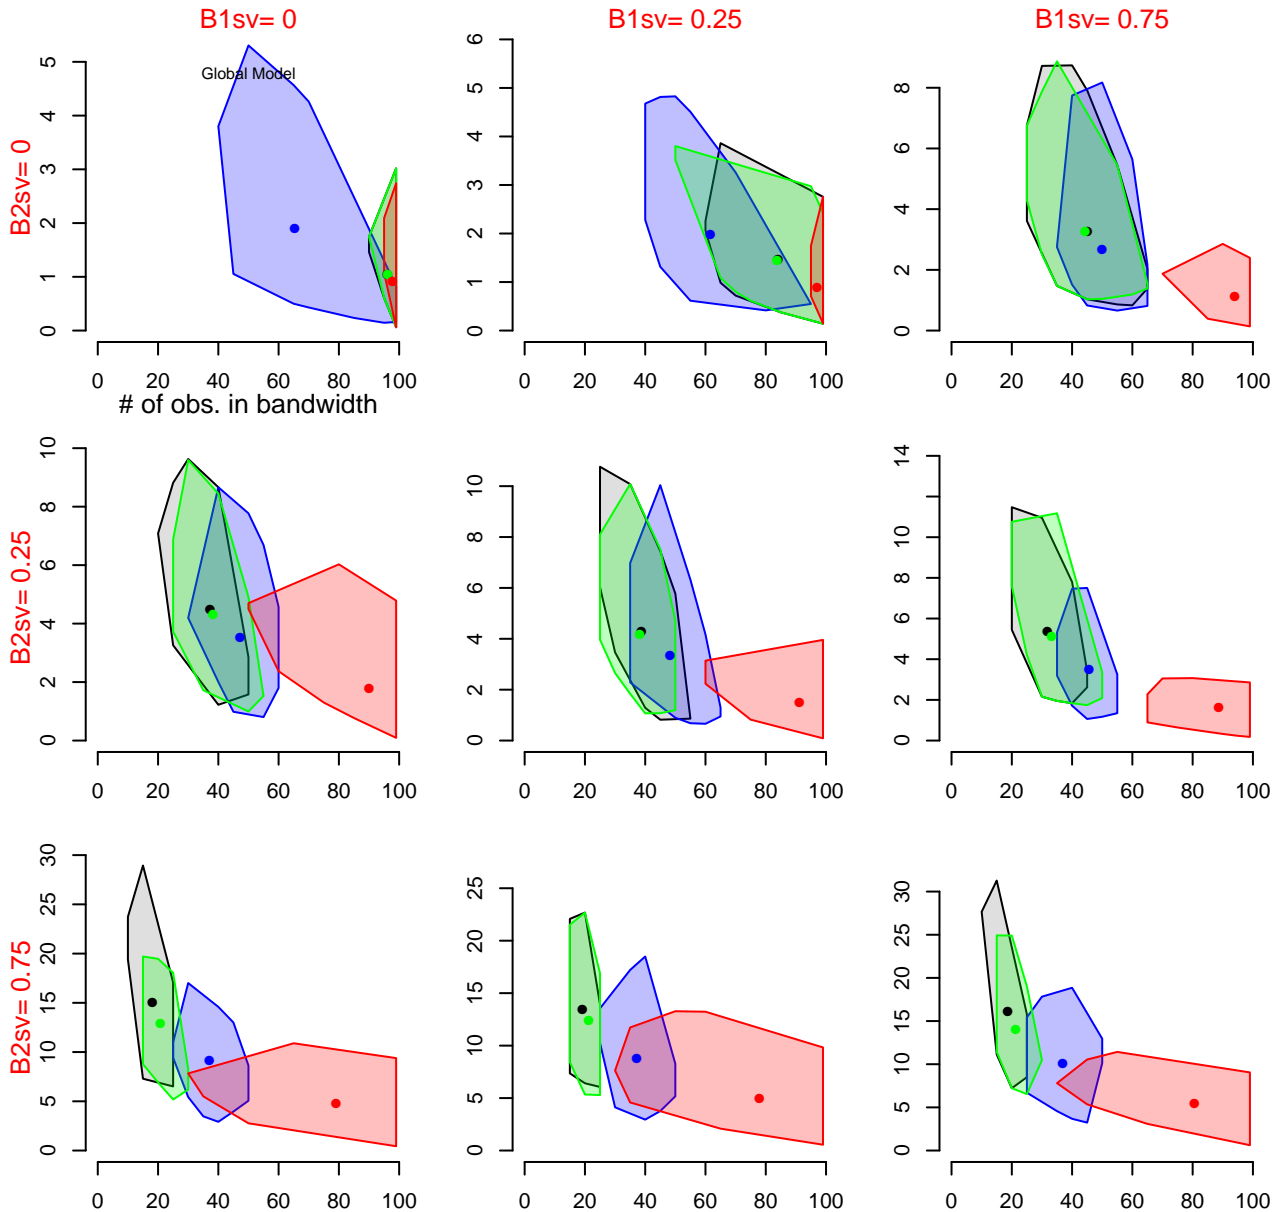 B1sv= 0
B1sv= 0.25
B1sv= 0.75
B2sv= 0
Global Model
0 1 2 3 4 5
0 1 2 3 4 5 6
0 2 4 6 8
0 20 40 60 80 100
0 20 40 60 80 100
0 20 40 60 80 100
# of obs. in bandwidth
B2sv= 0.25
0 2 4 6 8 10
0 2 4 6 8 10
0 2 4 6 8 10 14
0 20 40 60 80 100
0 20 40 60 80 100
0 20 40 60 80 100
B2sv= 0.75
0 5 10 15 20 25 30
0 5 10 15 20 25
0 5 10 15 20 25 30
0 20 40 60 80 100
0 20 40 60 80 100
0 20 40 60 80 100